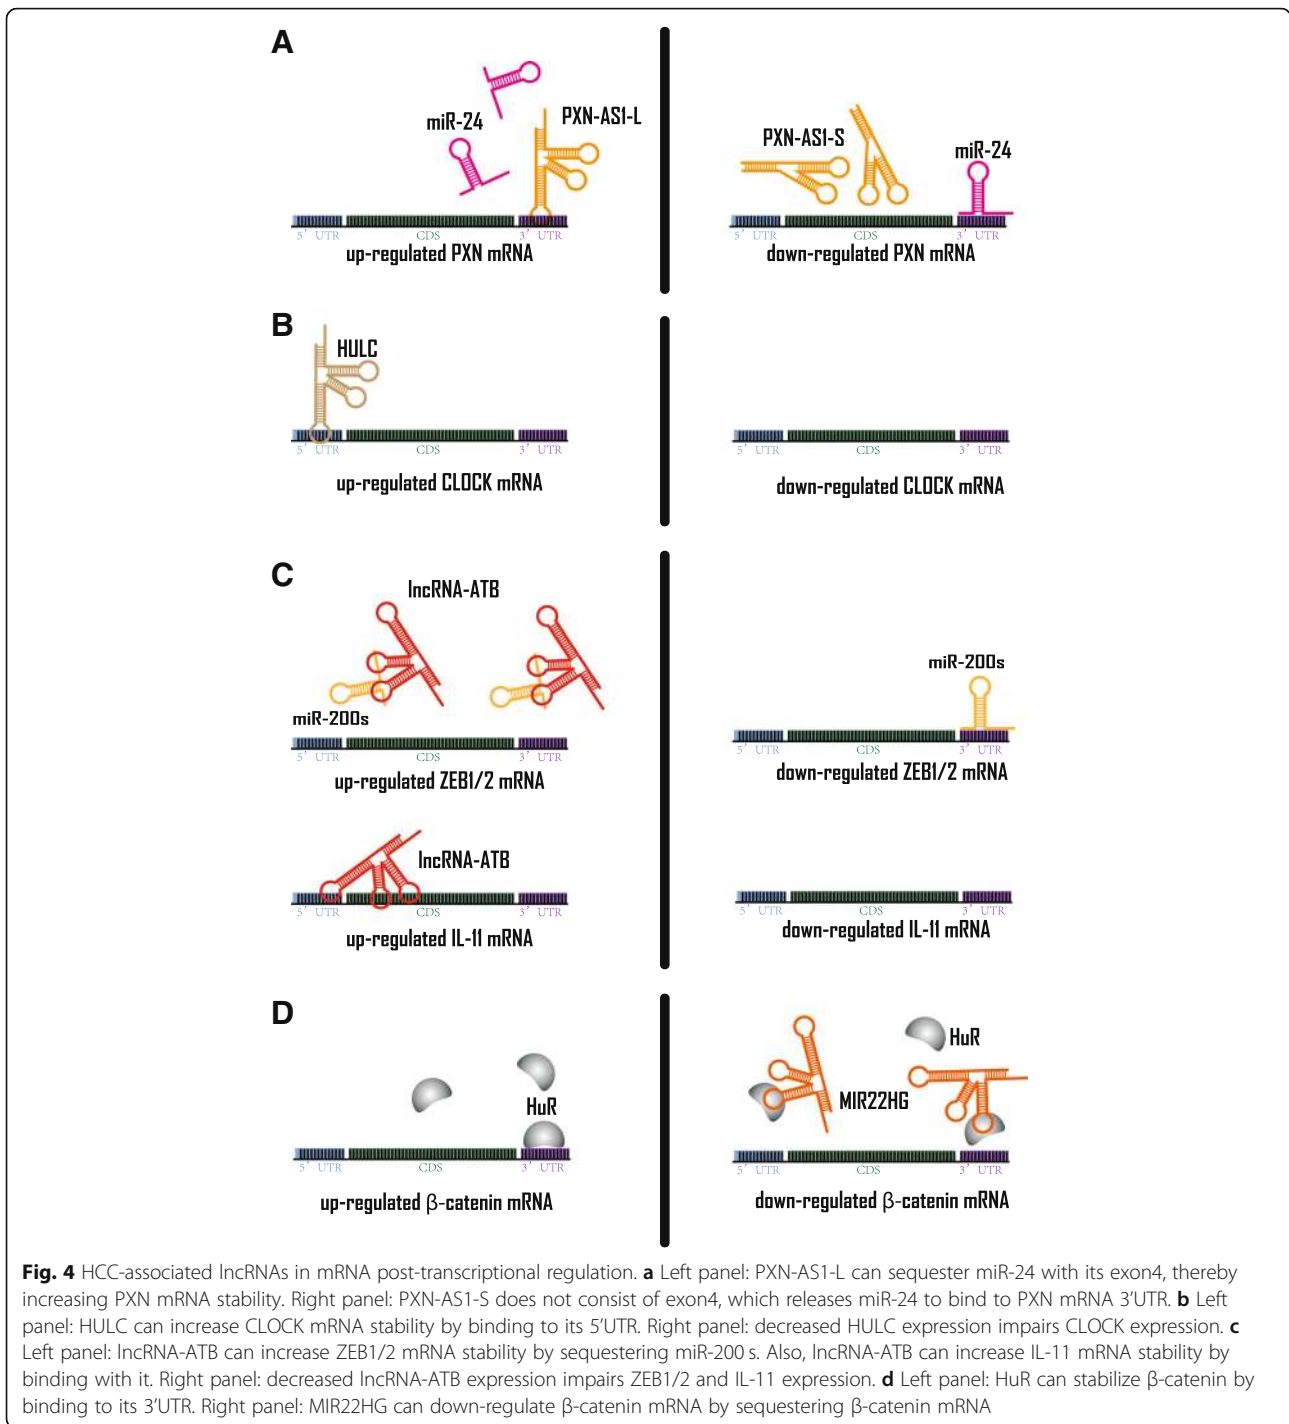 A
miR-24
PXN-AS1-L
5' UTR CDS 3' UTR
up-regulated PXN mRNA
PXN-AS1-S
miR-24
5' UTR CDS 3' UTR
down-regulated PXN mRNA
B
HULC
5' UTR CDS 3' UTR
up-regulated CLOCK mRNA
5' UTR CDS 3' UTR
down-regulated CLOCK mRNA
C
lncRNA-ATB
miR-200s
5' UTR CDS 3' UTR
up-regulated ZEB1/2 mRNA
miR-200s
5' UTR CDS 3' UTR
down-regulated ZEB1/2 mRNA
lncRNA-ATB
5' UTR CDS 3' UTR
up-regulated IL-11 mRNA
5' UTR CDS 3' UTR
down-regulated IL-11 mRNA
D
HuR
5' UTR CDS 3' UTR
up-regulated β-catenin mRNA
HuR
MIR22HG
5' UTR CDS 3' UTR
down-regulated β-catenin mRNA
Fig. 4 HCC-associated lncRNAs in mRNA post-transcriptional regulation. a Left panel: PXN-AS1-L can sequester miR-24 with its exon4, thereby
increasing PXN mRNA stability. Right panel: PXN-AS1-S does not consist of exon4, which releases miR-24 to bind to PXN mRNA 3'UTR. b Left
panel: HULC can increase CLOCK mRNA stability by binding to its 5'UTR. Right panel: decreased HULC expression impairs CLOCK expression. c
Left panel: lncRNA-ATB can increase ZEB1/2 mRNA stability by sequestering miR-200 s. Also, lncRNA-ATB can increase IL-11 mRNA stability by
binding with it. Right panel: decreased lncRNA-ATB expression impairs ZEB1/2 and IL-11 expression. d Left panel: HuR can stabilize β-catenin by
binding to its 3'UTR. Right panel: MIR22HG can down-regulate β-catenin mRNA by sequestering β-catenin mRNA